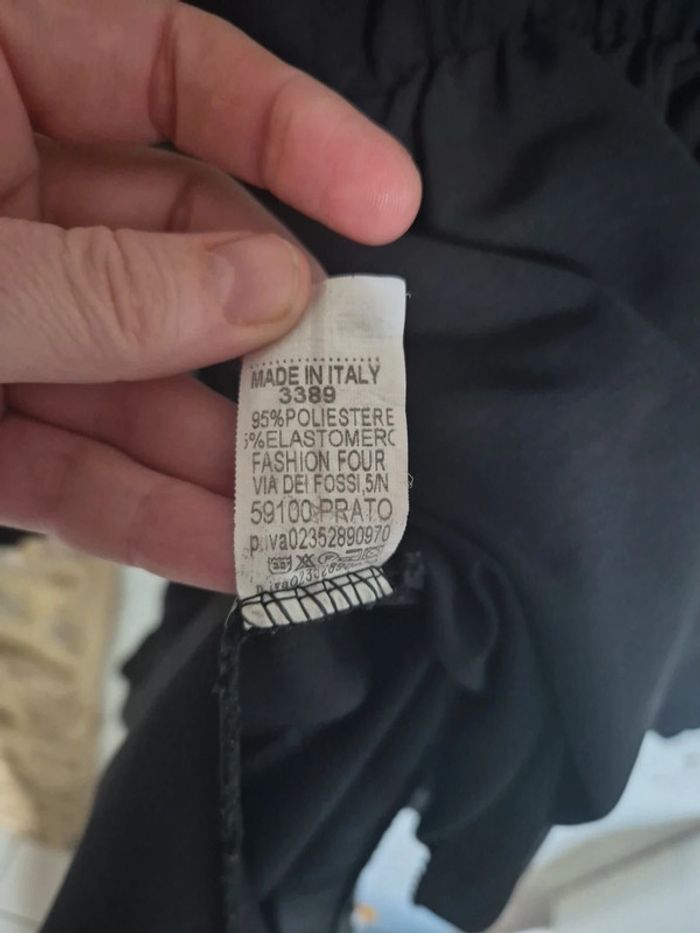 MADE IN ITALY
3389
95%POLIESTERE
5%ELASTOMERO
FASHION FOUR
VIA DEI FOSSI,5/N
59100 PRATO
p.iva02352890970